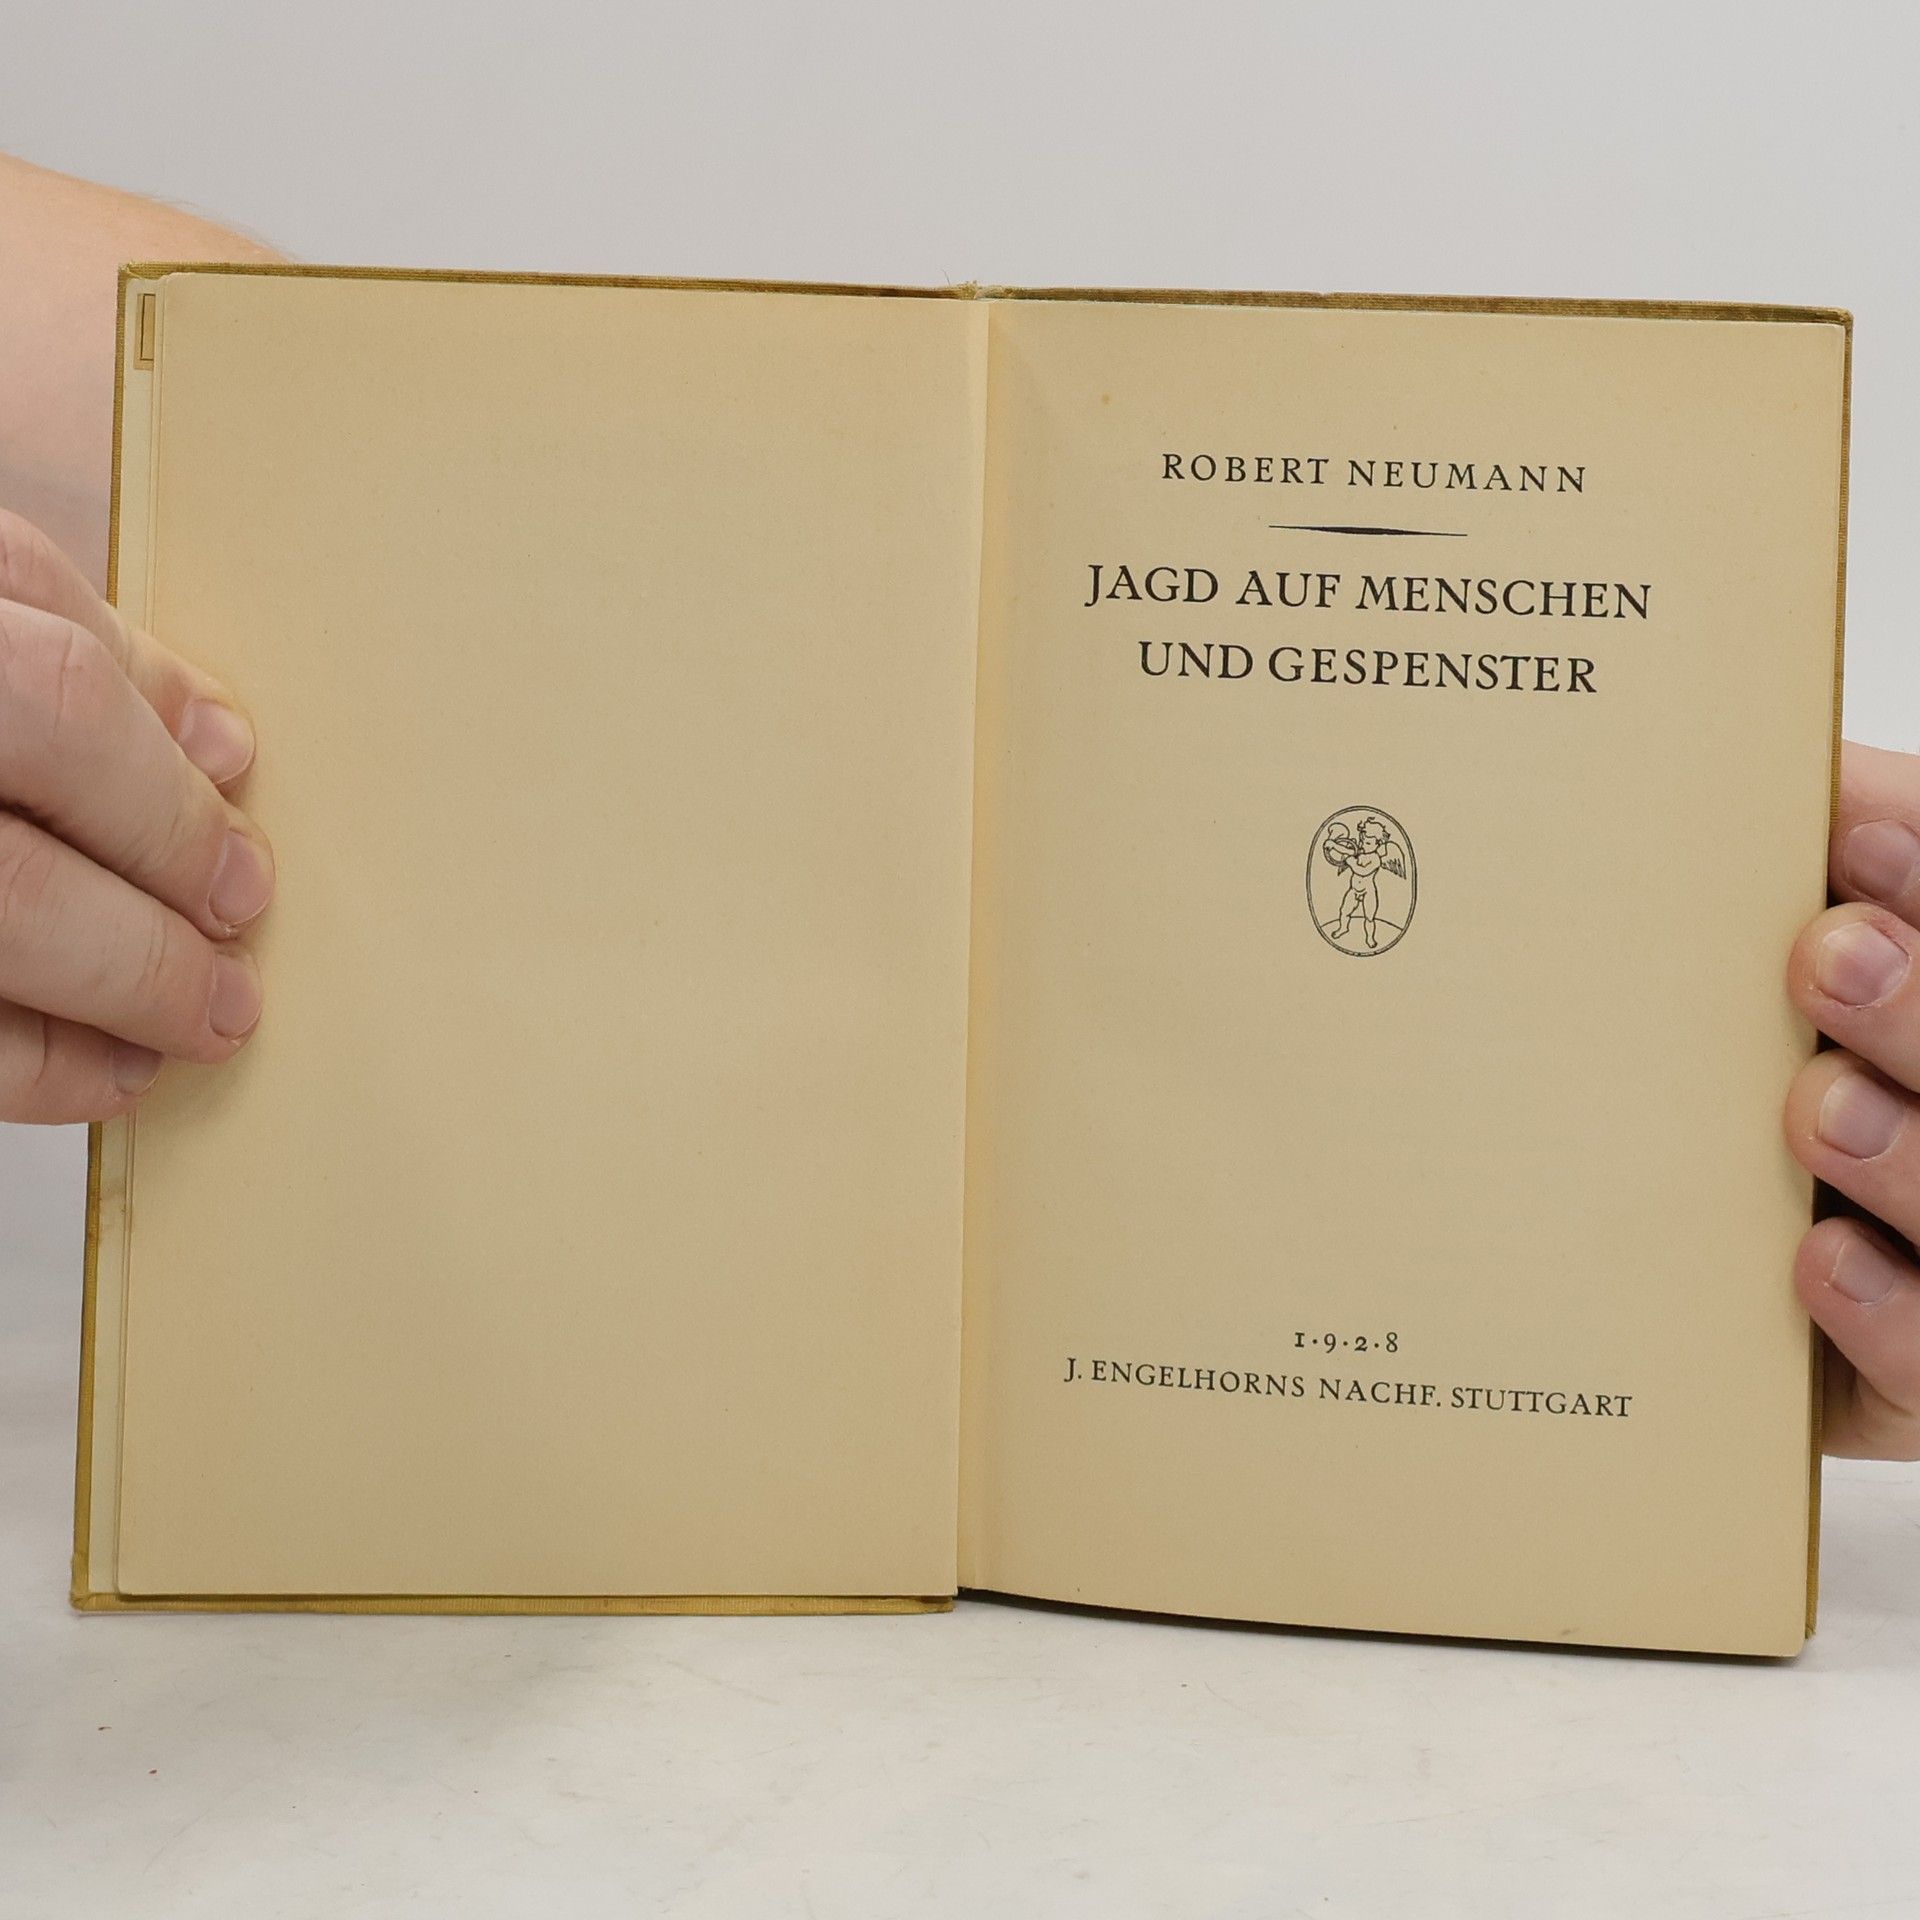 ROBERT NEUMANN
JAGD AUF MENSCHEN
UND GESPENSTER
1·9·2·8
J. ENGELHORNS NACHF. STUTTGART